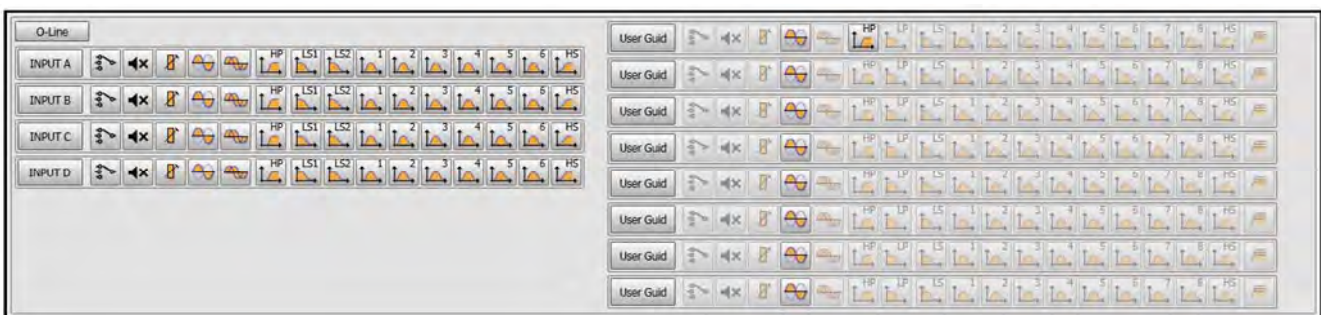 O-Line
INPUT A HP LS1 LS2 1 2 3 4 5 6 HS
INPUT B HP LS1 LS2 1 2 3 4 5 6 HS
INPUT C HP LS1 LS2 1 2 3 4 5 6 HS
INPUT D HP LS1 LS2 1 2 3 4 5 6 HS
User Guid HP LP LS 1 2 3 4 5 6 7 8 HS
User Guid HP LP LS 1 2 3 4 5 6 7 8 HS
User Guid HP LP LS 1 2 3 4 5 6 7 8 HS
User Guid HP LP LS 1 2 3 4 5 6 7 8 HS
User Guid HP LP LS 1 2 3 4 5 6 7 8 HS
User Guid HP LP LS 1 2 3 4 5 6 7 8 HS
User Guid HP LP LS 1 2 3 4 5 6 7 8 HS
User Guid HP LP LS 1 2 3 4 5 6 7 8 HS